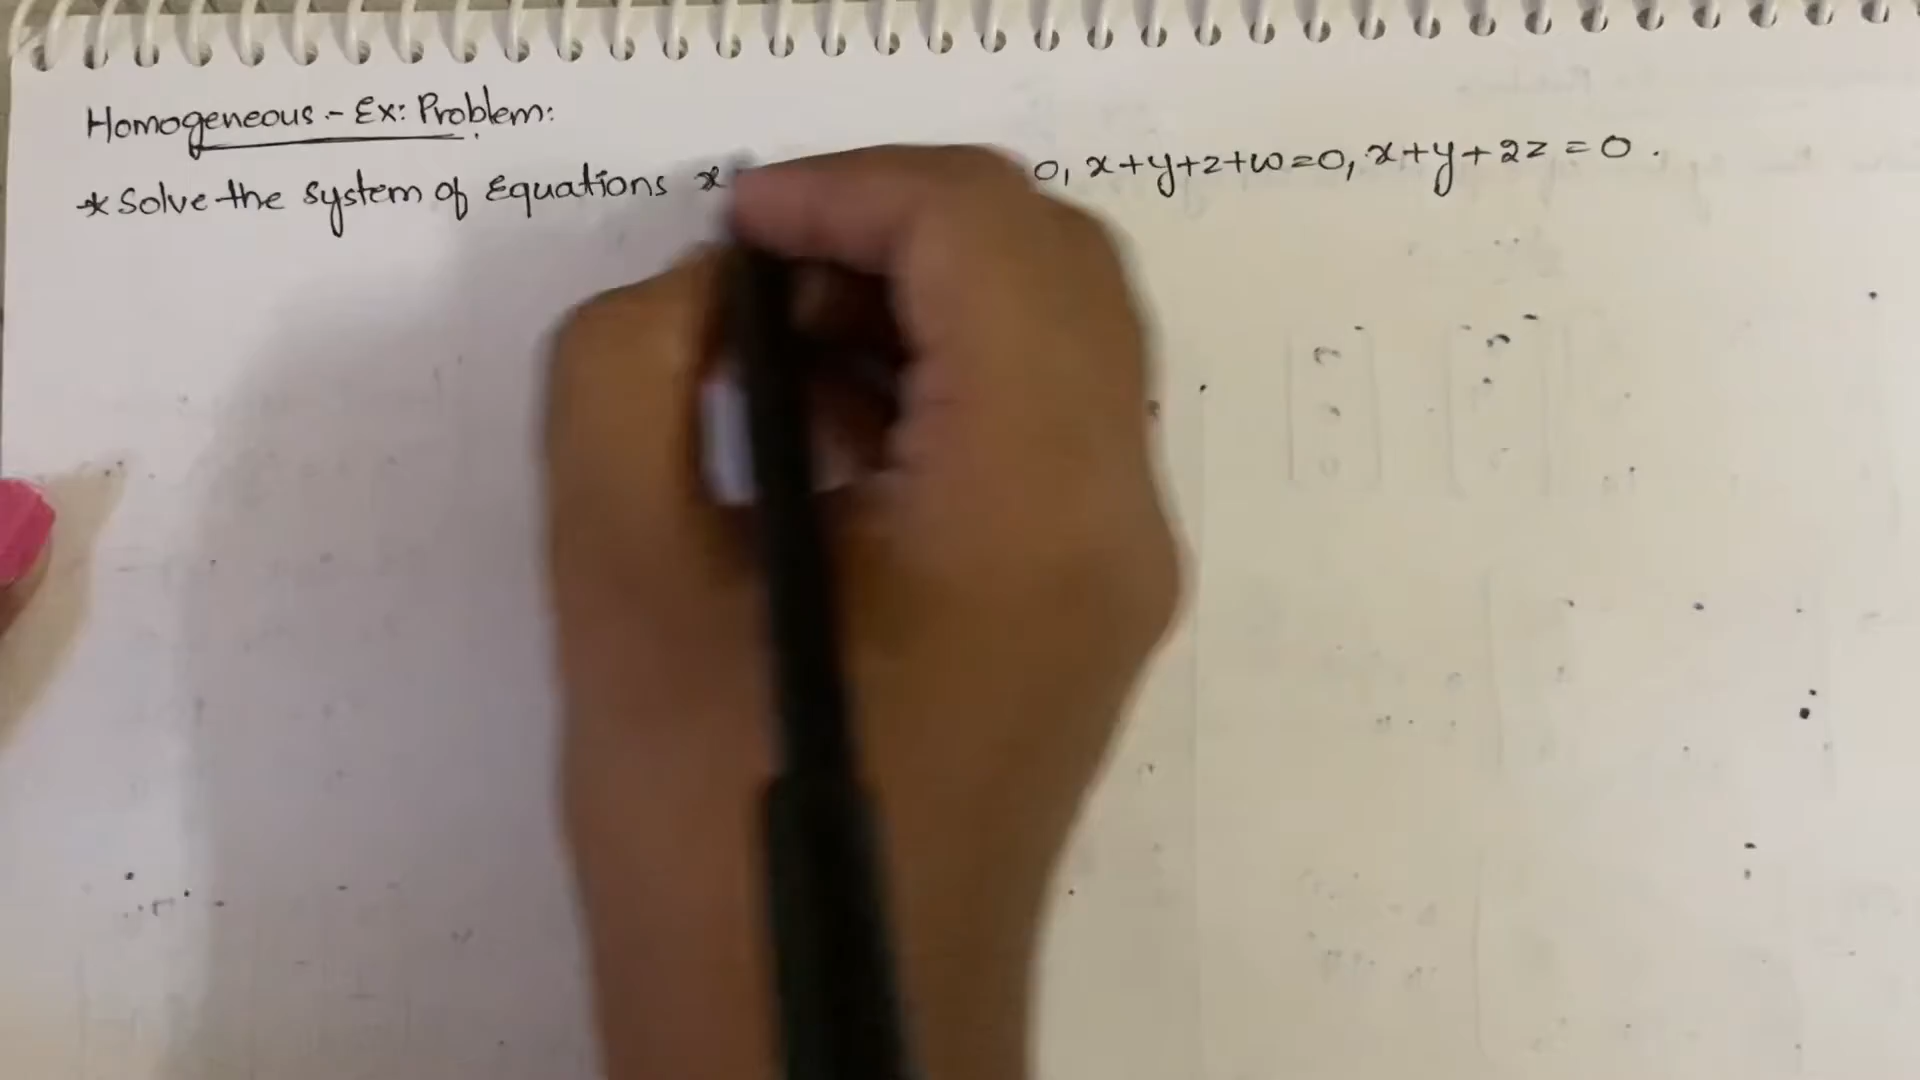 Homogeneous - Ex: Problem:
* Solve the system of Equations x 0, x+y+z+w=0, x+y+2z=0.